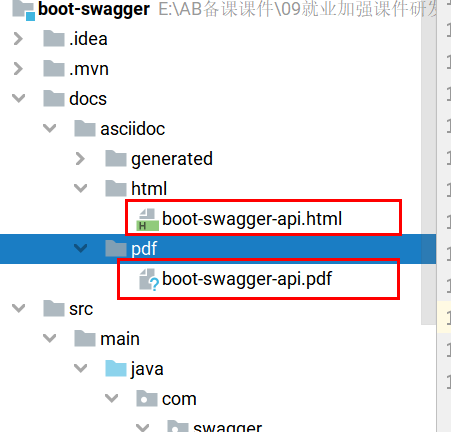 boot-swagger E:\AB备课课件\09就业加强课件研发
.idea
.mvn
docs
asciidoc
generated
html
H boot-swagger-api.html
pdf
? boot-swagger-api.pdf
src
main
java
com
swagger